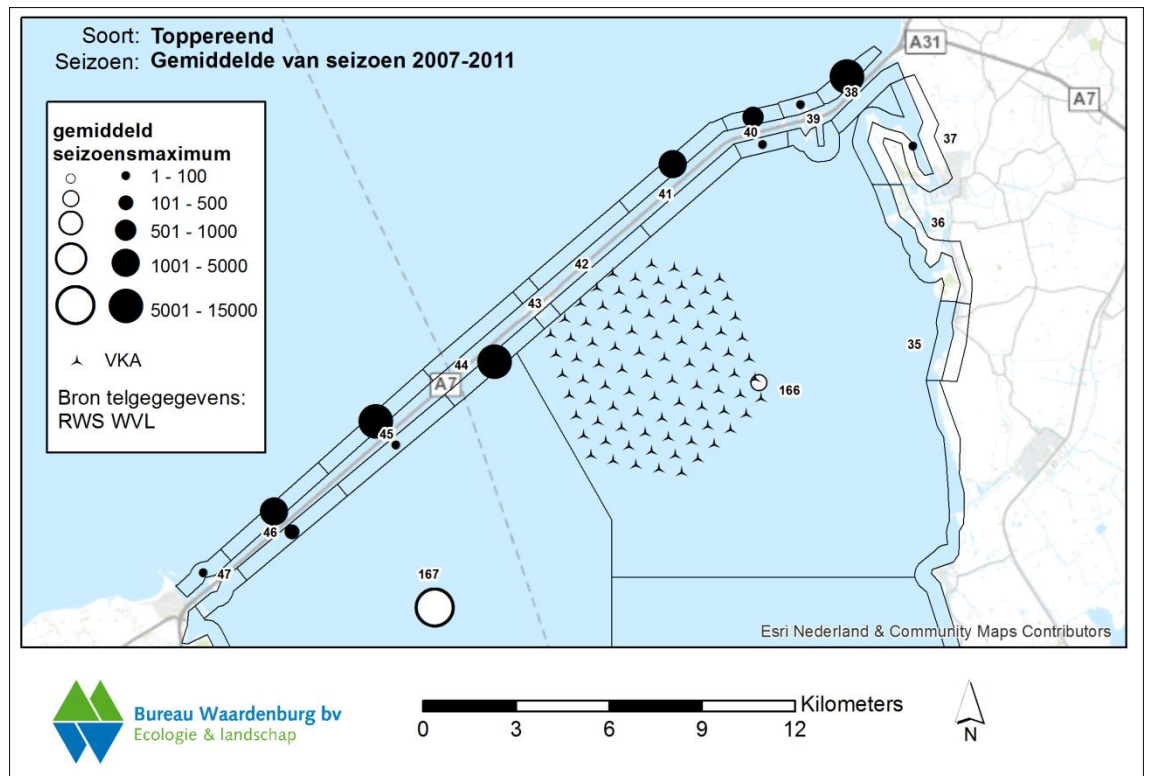 Soort: Toppereend
Seizoen: Gemiddelde van seizoen 2007-2011
gemiddeld
seizoensmaximum
1 - 100
101 - 500
501 - 1000
1001 - 5000
5001 - 15000
VKA
Bron telgegegevens:
RWS WVL
A31
A7
38
39
40
37
41
36
42
43
35
44
A7
166
45
46
47
167
Esri Nederland & Community Maps Contributors
Bureau Waardenburg bv
Ecologie & landschap
Kilometers
0 3 6 9 12
N